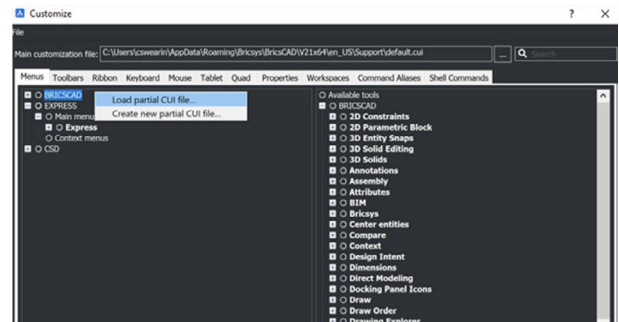 Customize
? X
File
Main customization file: C:\Users\cswearin\AppData\Roaming\Bricsys\BricsCAD\V21x64\en_US\Support\default.cui ... Search
Menus Toolbars Ribbon Keyboard Mouse Tablet Quad Properties Workspaces Command Aliases Shell Commands
BRICSCAD
EXPRESS
Main menu
Express
Context menus
CSD
Load partial CUI file...
Create new partial CUI file...
Available tools
BRICSCAD
2D Constraints
2D Parametric Block
3D Entity Snaps
3D Solid Editing
3D Solids
Annotations
Assembly
Attributes
BIM
Bricsys
Center entities
Compare
Context
Design Intent
Dimensions
Direct Modeling
Docking Panel Icons
Draw
Draw Order
Drawing Explorer